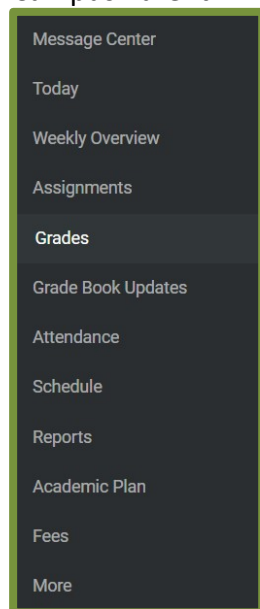 Message Center
Today
Weekly Overview
Assignments
Grades
Grade Book Updates
Attendance
Schedule
Reports
Academic Plan
Fees
More